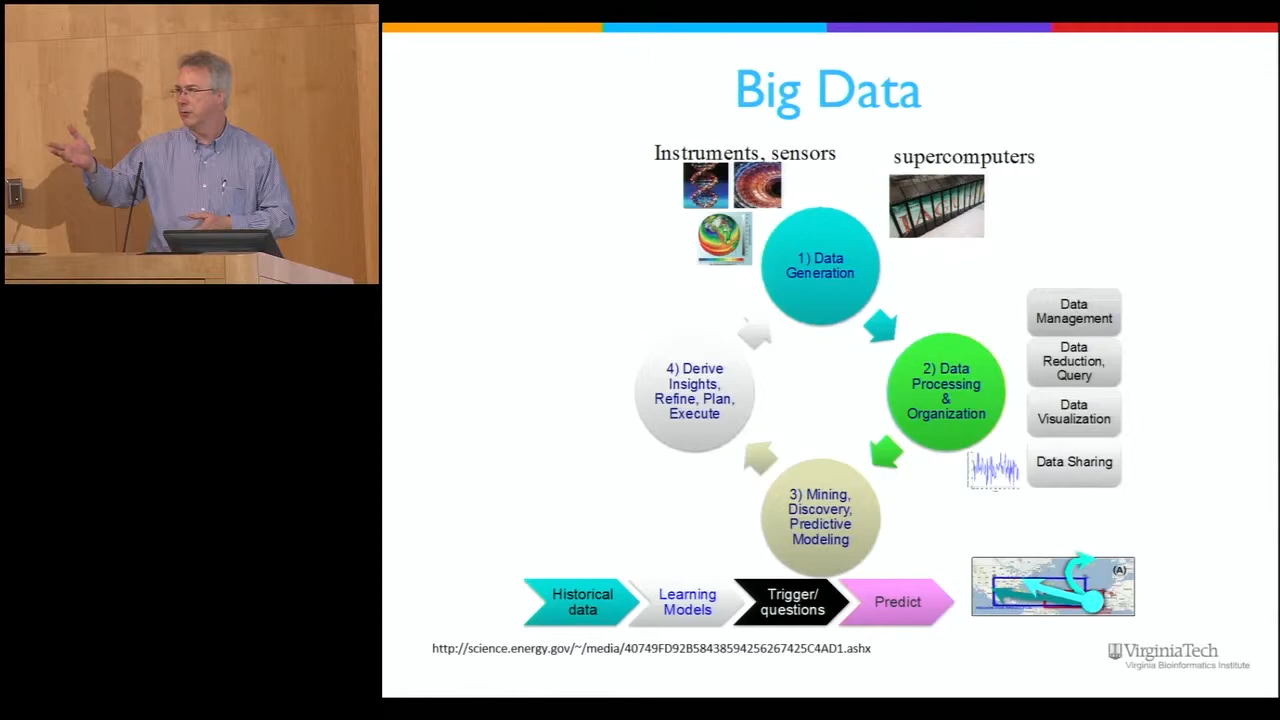 Big Data
Instruments, sensors
supercomputers
1) Data
Generation
2) Data
Processing
&
Organization
3) Mining,
Discovery,
Predictive
Modeling
4) Derive
Insights,
Refine, Plan,
Execute
Data
Management
Data
Reduction,
Query
Data
Visualization
Data Sharing
Historical
data
Learning
Models
Trigger/
questions
Predict
(A)
http://science.energy.gov/~/media/40749FD92B58438594256267425C4AD1.ashx
VirginiaTech
Virginia Bioinformatics Institute